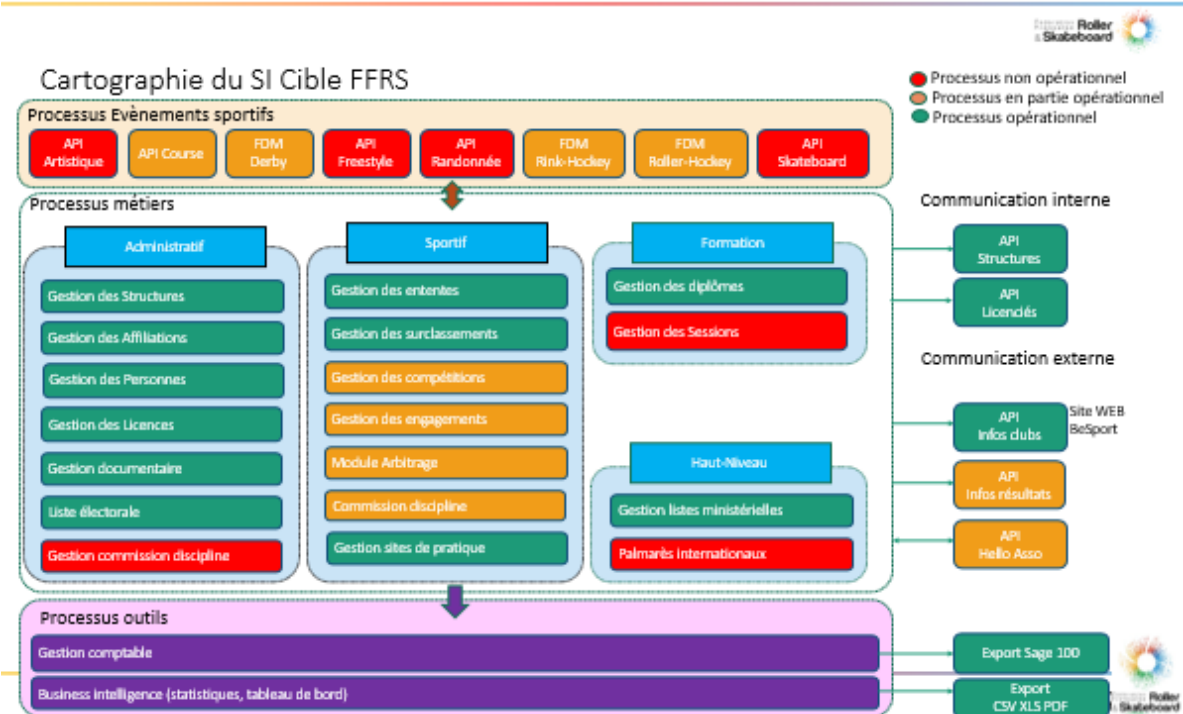 Roller
& Skateboard
Cartographie du SI Cible FFRS
Processus non opérationnel
Processus en partie opérationnel
Processus opérationnel
Processus Evènements sportifs
API
Artistique
API Course
FDM
Derby
API
Freestyle
API
Randonnée
FDM
Rink-Hockey
FDM
Roller-Hockey
API
Skateboard
Processus métiers
Administratif
Gestion des Structures
Gestion des Affiliations
Gestion des Personnes
Gestion des Licences
Gestion documentaire
Liste électorale
Gestion commission discipline
Sportif
Gestion des ententes
Gestion des surclassements
Gestion des compétitions
Gestion des engagements
Module Arbitrage
Commission discipline
Gestion sites de pratique
Formation
Gestion des diplômes
Gestion des Sessions
Haut-Niveau
Gestion listes ministérielles
Palmarès internationaux
Communication interne
API
Structures
API
Licenciés
Communication externe
API
Infos clubs
Site WEB
BeSport
API
Infos résultats
API
Hello Asso
Processus outils
Gestion comptable
Business intelligence (statistiques, tableau de bord)
Export Sage 100
Export
CSV XLS PDF
Roller
Skateboard